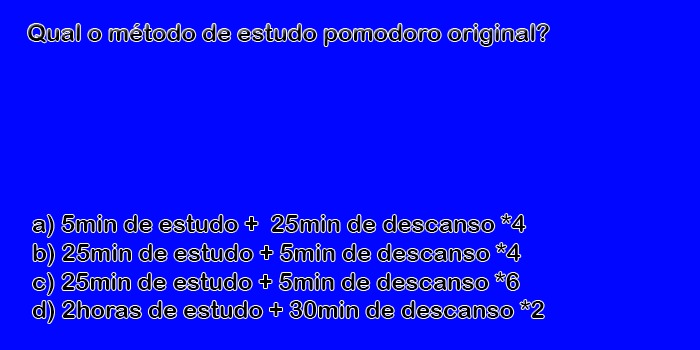 Qual o método de estudo pomodoro original?
a) 5min de estudo +  25min de descanso *4
b) 25min de estudo + 5min de descanso *4
c) 25min de estudo + 5min de descanso *6
d) 2horas de estudo + 30min de descanso *2